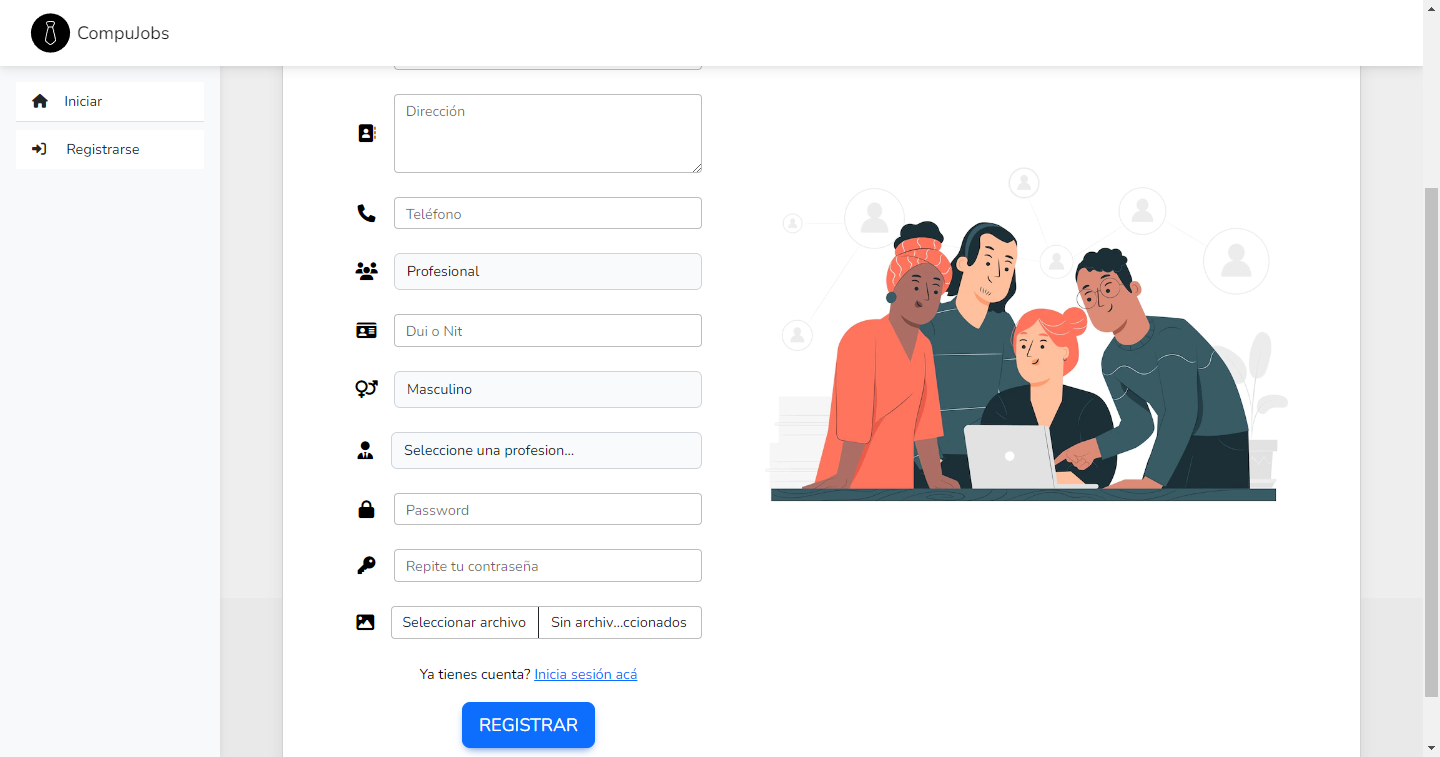 CompuJobs
Iniciar
Registrarse
Dirección
Teléfono
Profesional
Dui o Nit
Masculino
Seleccione una profesion...
Password
Repite tu contraseña
Seleccionar archivo Sin archiv...ccionados
Ya tienes cuenta? Inicia sesión acá
REGISTRAR